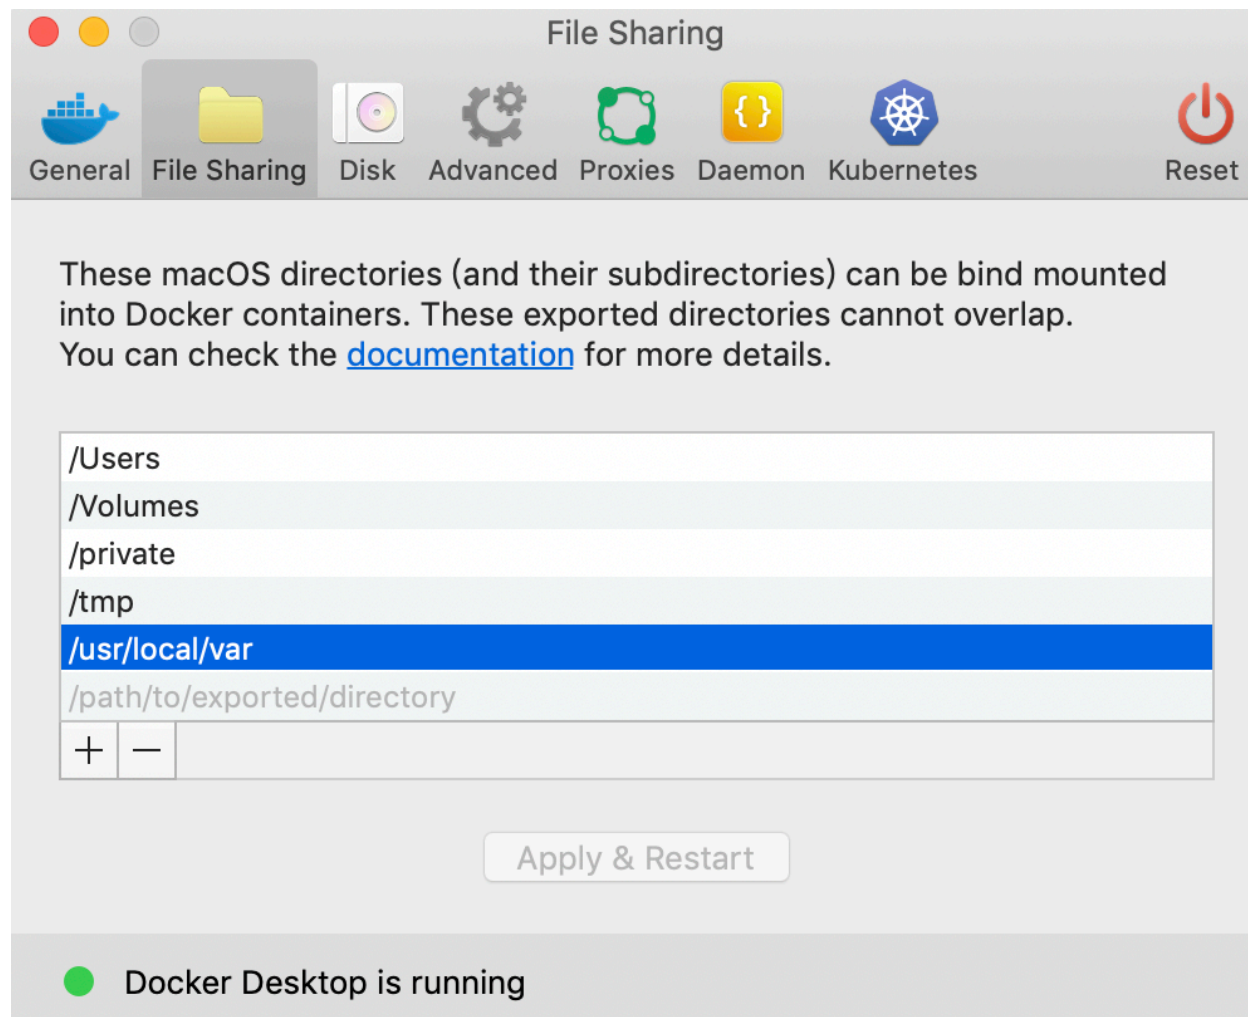 File Sharing
General File Sharing Disk Advanced Proxies Daemon Kubernetes Reset
These macOS directories (and their subdirectories) can be bind mounted
into Docker containers. These exported directories cannot overlap.
You can check the documentation for more details.
/Users
/Volumes
/private
/tmp
/usr/local/var
/path/to/exported/directory
Apply & Restart
Docker Desktop is running